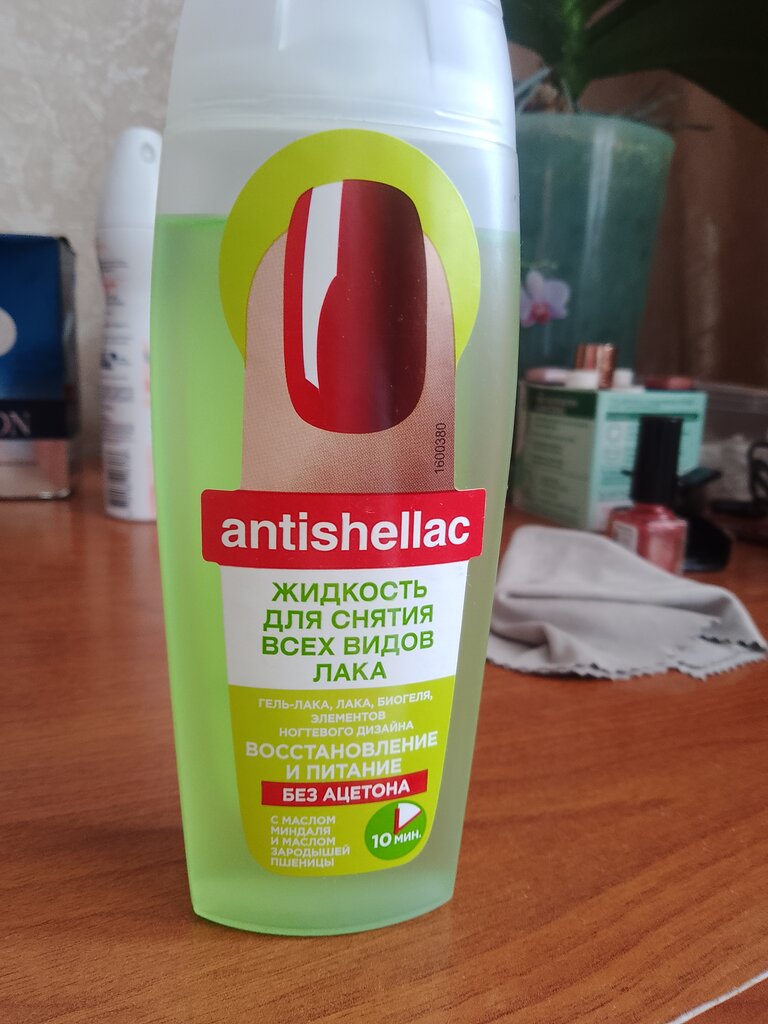 1600380
antishellac
ЖИДКОСТЬ
ДЛЯ СНЯТИЯ
ВСЕХ ВИДОВ
ЛАКА
ГЕЛЬ-ЛАКА, ЛАКА, БИОГЕЛЯ,
ЭЛЕМЕНТОВ
НОГТЕВОГО ДИЗАЙНА
ВОССТАНОВЛЕНИЕ
И ПИТАНИЕ
БЕЗ АЦЕТОНА
С МАСЛОМ
МИНДАЛЯ
И МАСЛОМ
ЗАРОДЫШЕЙ
ПШЕНИЦЫ
10 МИН.
ON